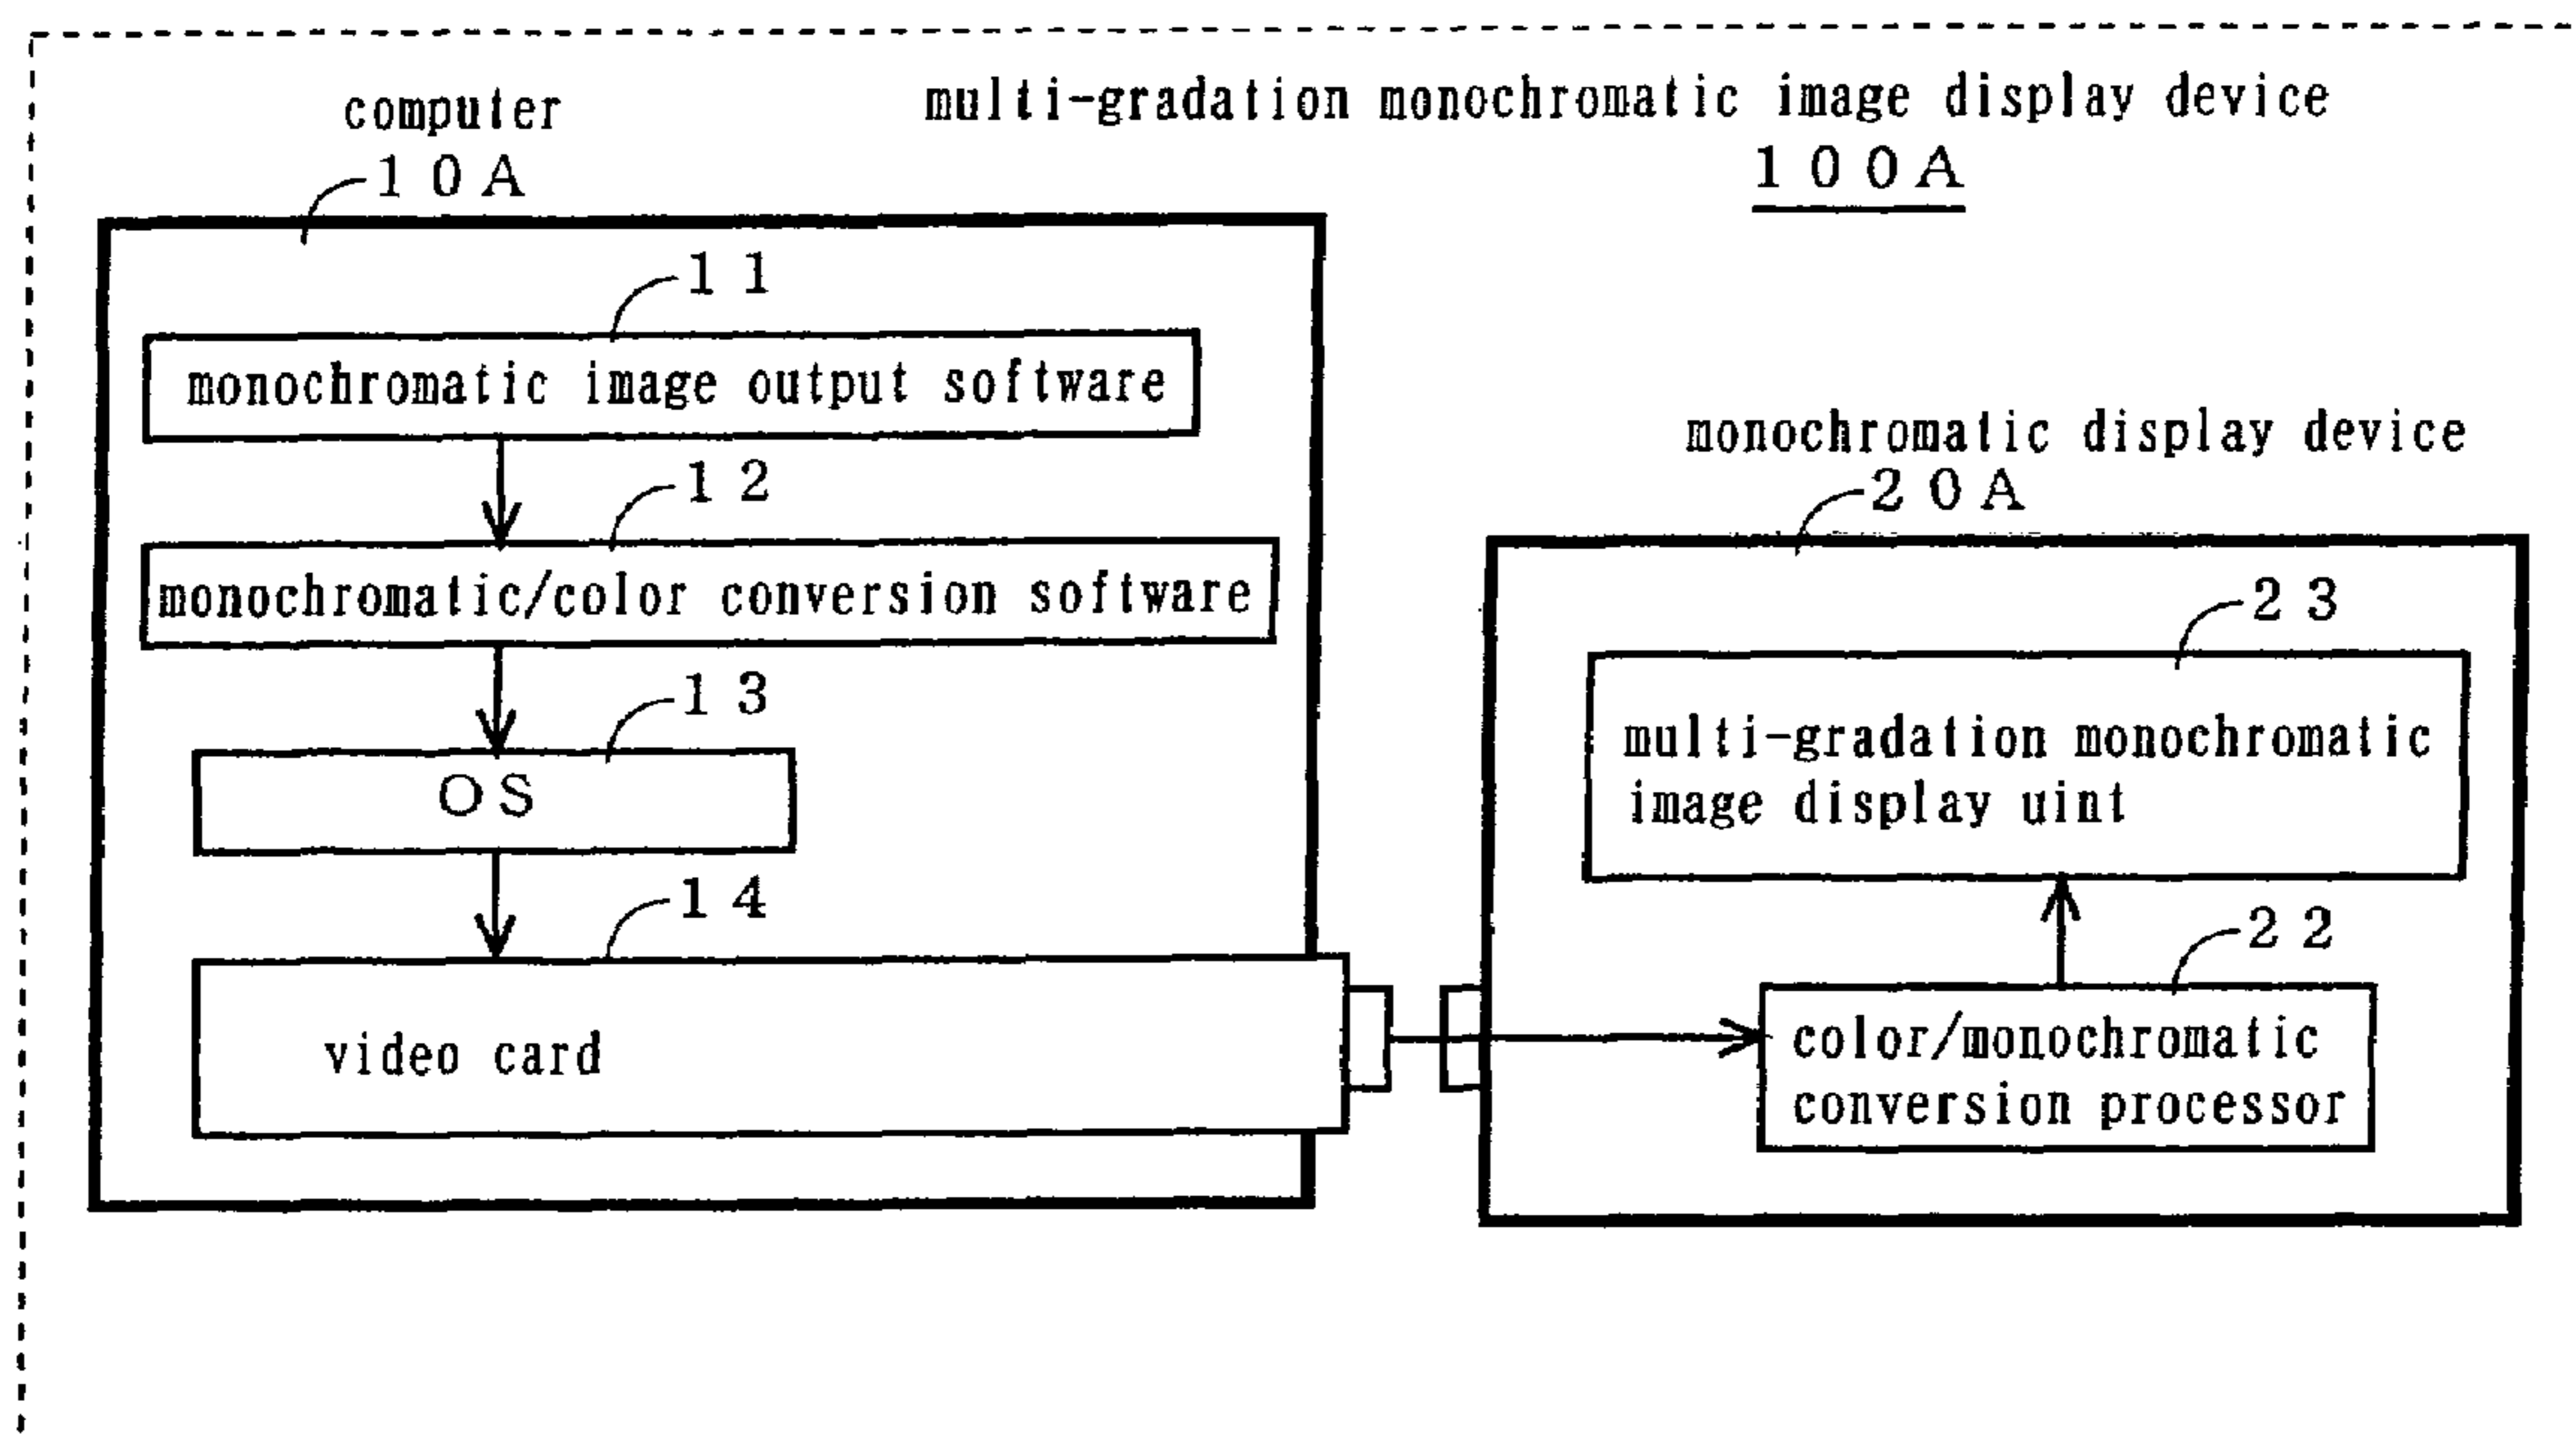 multi-gradation monochromatic image display device
100A
computer
10A
11
monochromatic image output software
12
monochromatic/color conversion software
13
OS
14
video card
monochromatic display device
20A
23
multi-gradation monochromatic
image display uint
22
color/monochromatic
conversion processor